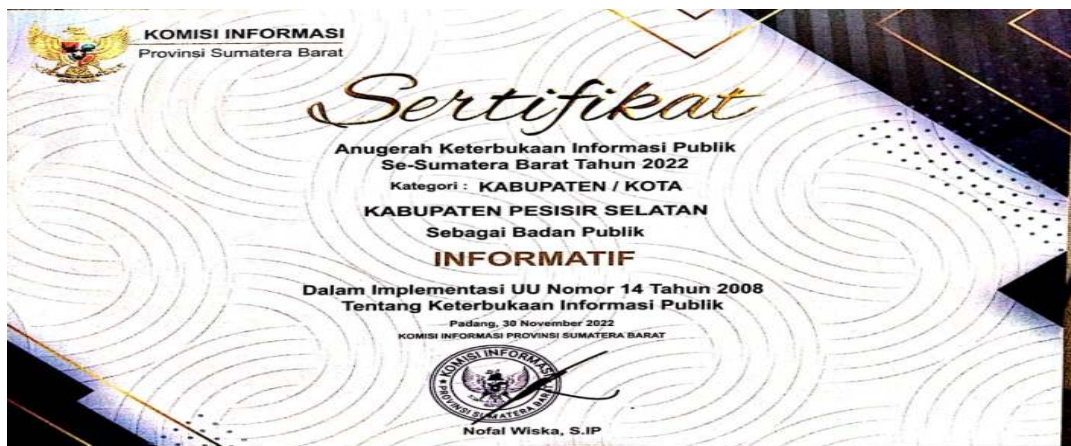 KOMISI INFORMASI
Provinsi Sumatera Barat
Sertifikat
Anugerah Keterbukaan Informasi Publik
Se-Sumatera Barat Tahun 2022
Kategori : KABUPATEN / KOTA
KABUPATEN PESISIR SELATAN
Sebagai Badan Publik
INFORMATIF
Dalam Implementasi UU Nomor 14 Tahun 2008
Tentang Keterbukaan Informasi Publik
Padang, 30 November 2022
KOMISI INFORMASI PROVINSI SUMATERA BARAT
KOMISI INFORMASI
PROVINSI SUMATERA BARAT
Nofal Wiska, S.IP